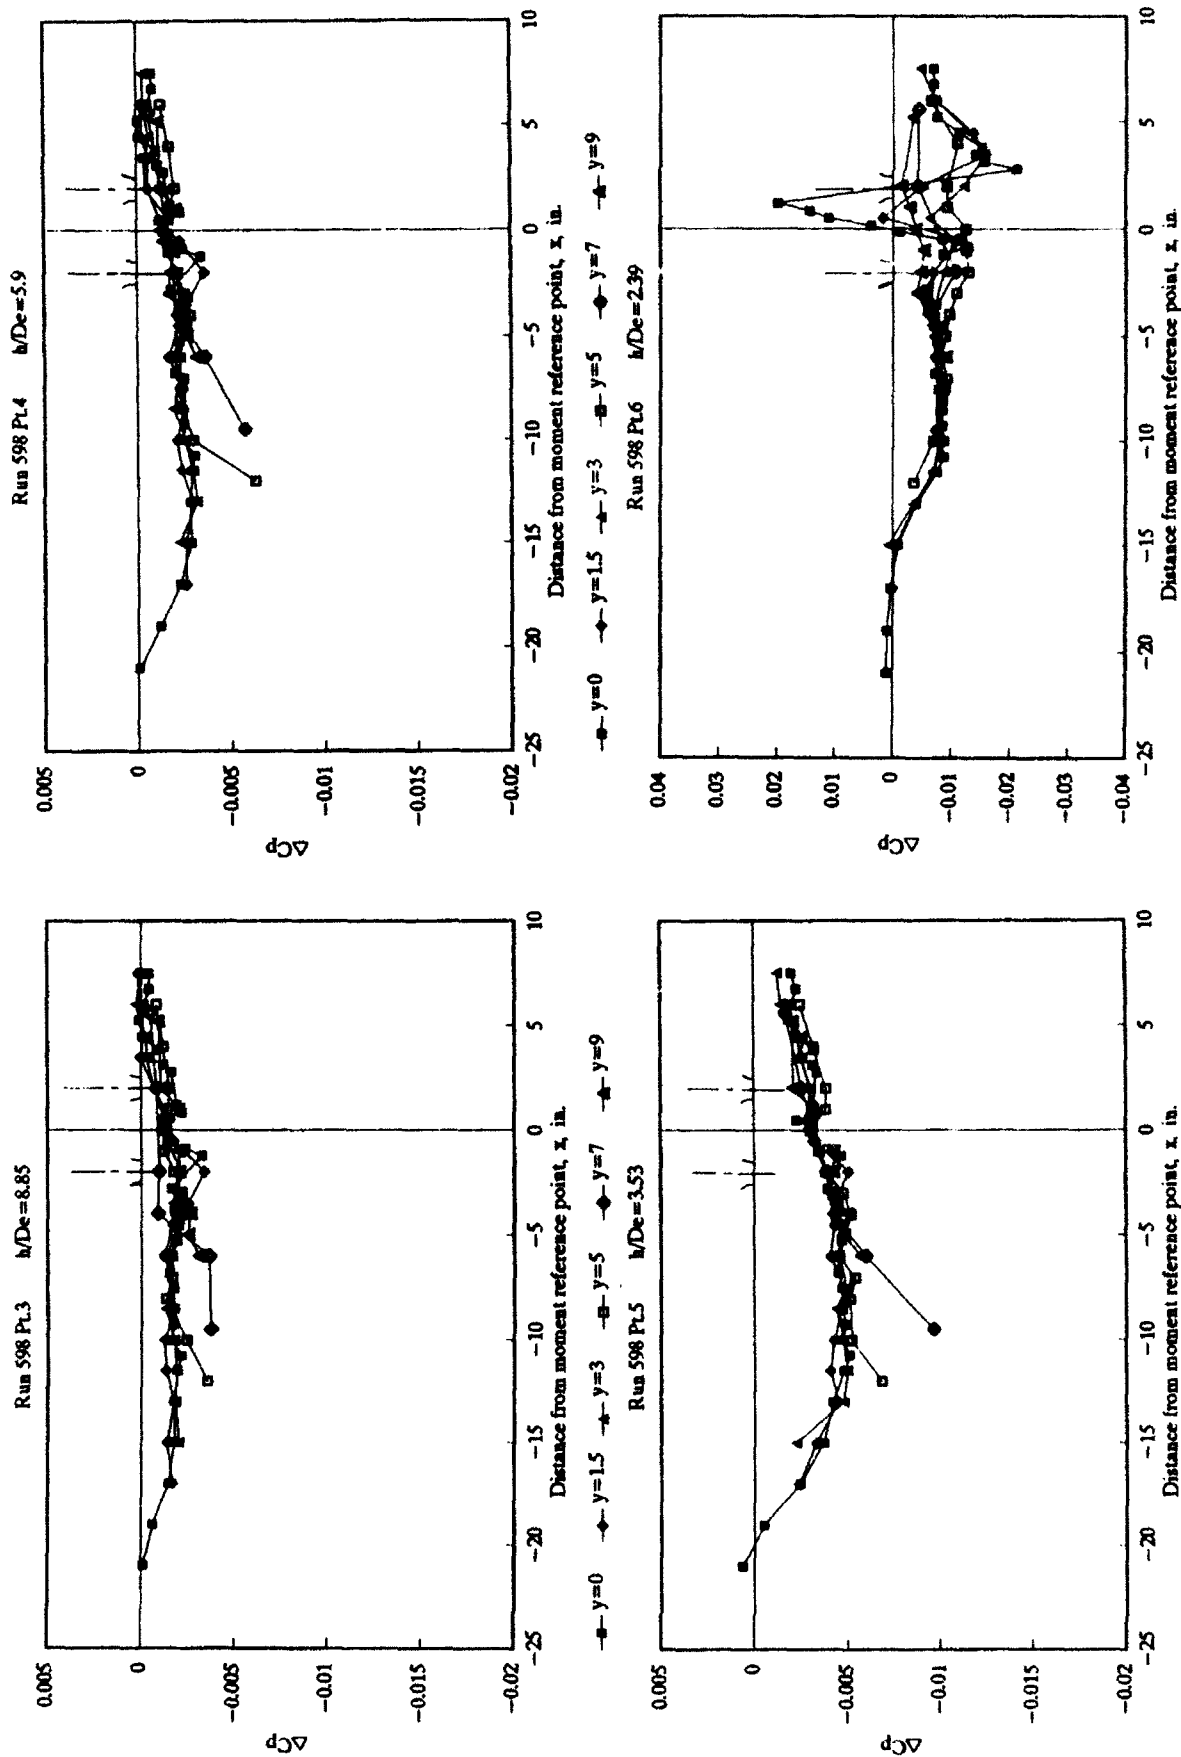 Run 598 Pt.3 h/De=8.85
0.005
0
-0.005
-0.01
-0.015
-0.02
ΔCp
-25 -20 -15 -10 -5 0 5 10
Distance from moment reference point, x, in.
Run 598 Pt.4 h/De=5.9
0.005
0
-0.005
-0.01
-0.015
-0.02
ΔCp
-25 -20 -15 -10 -5 0 5 10
Distance from moment reference point, x, in.
y=0 y=1.5 y=3 y=5 y=7 y=9
y=0 y=1.5 y=3 y=5 y=7 y=9
Run 598 Pt.5 h/De=3.53
0.005
0
-0.005
-0.01
-0.015
-0.02
ΔCp
-25 -20 -15 -10 -5 0 5 10
Distance from moment reference point, x, in.
Run 598 Pt.6 h/De=2.39
0.04
0.03
0.02
0.01
0
-0.01
-0.02
-0.03
-0.04
ΔCp
-25 -20 -15 -10 -5 0 5 10
Distance from moment reference point, x, in.